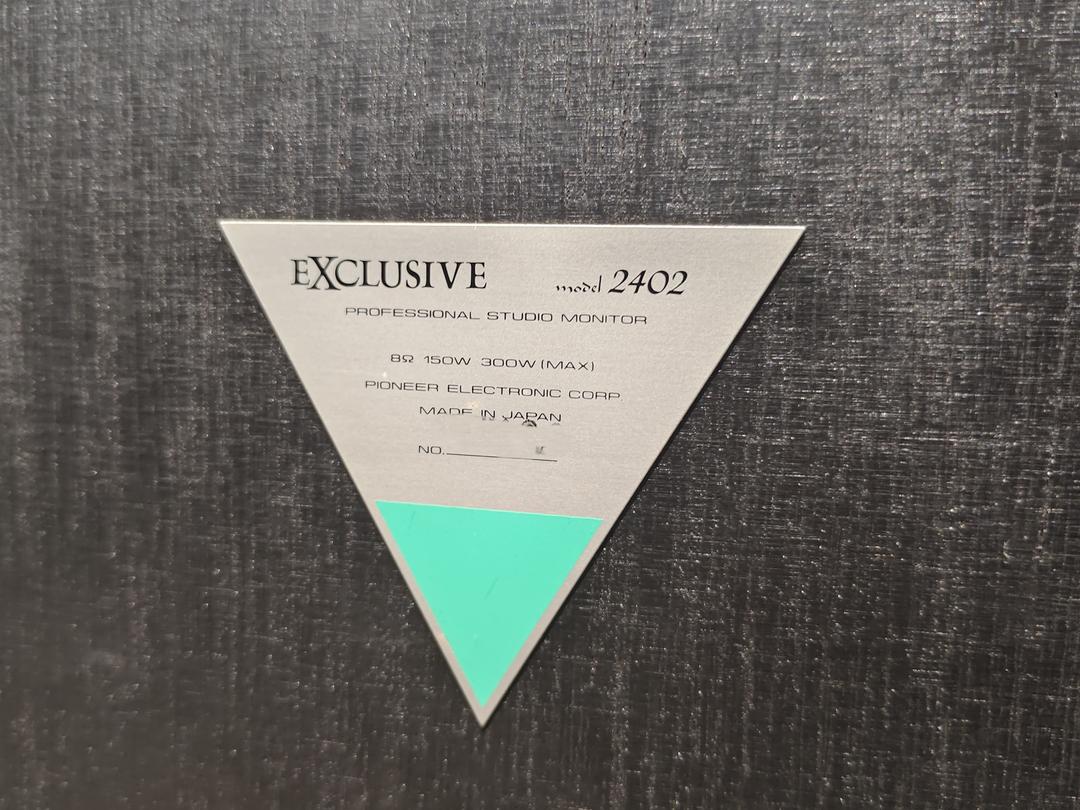 EXCLUSIVE model 2402
PROFESSIONAL STUDIO MONITOR
8Ω 150W 300W (MAX)
PIONEER ELECTRONIC CORP.
MADE IN JAPAN
NO.